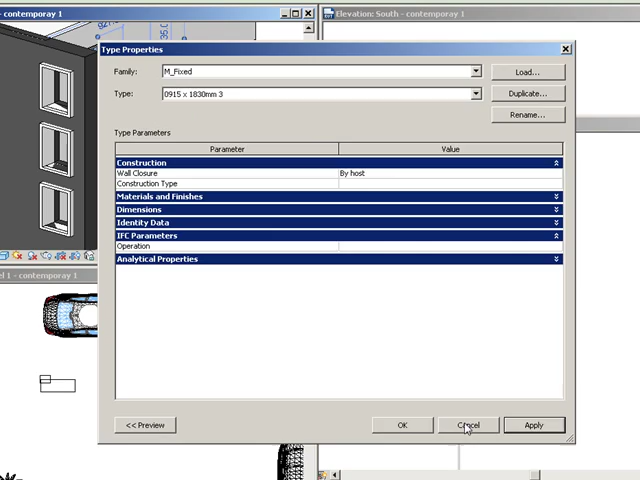 - contemporay 1
Elevation: South - contemporay 1
Type Properties
Family:
M_Fixed
Load...
Type:
0915 x 1830mm 3
Duplicate...
Rename...
Type Parameters
Parameter
Value
Construction
Wall Closure
By host
Construction Type
Materials and Finishes
Dimensions
Identity Data
IFC Parameters
Operation
Analytical Properties
el 1 - contemporay 1
<< Preview
OK
Cancel
Apply